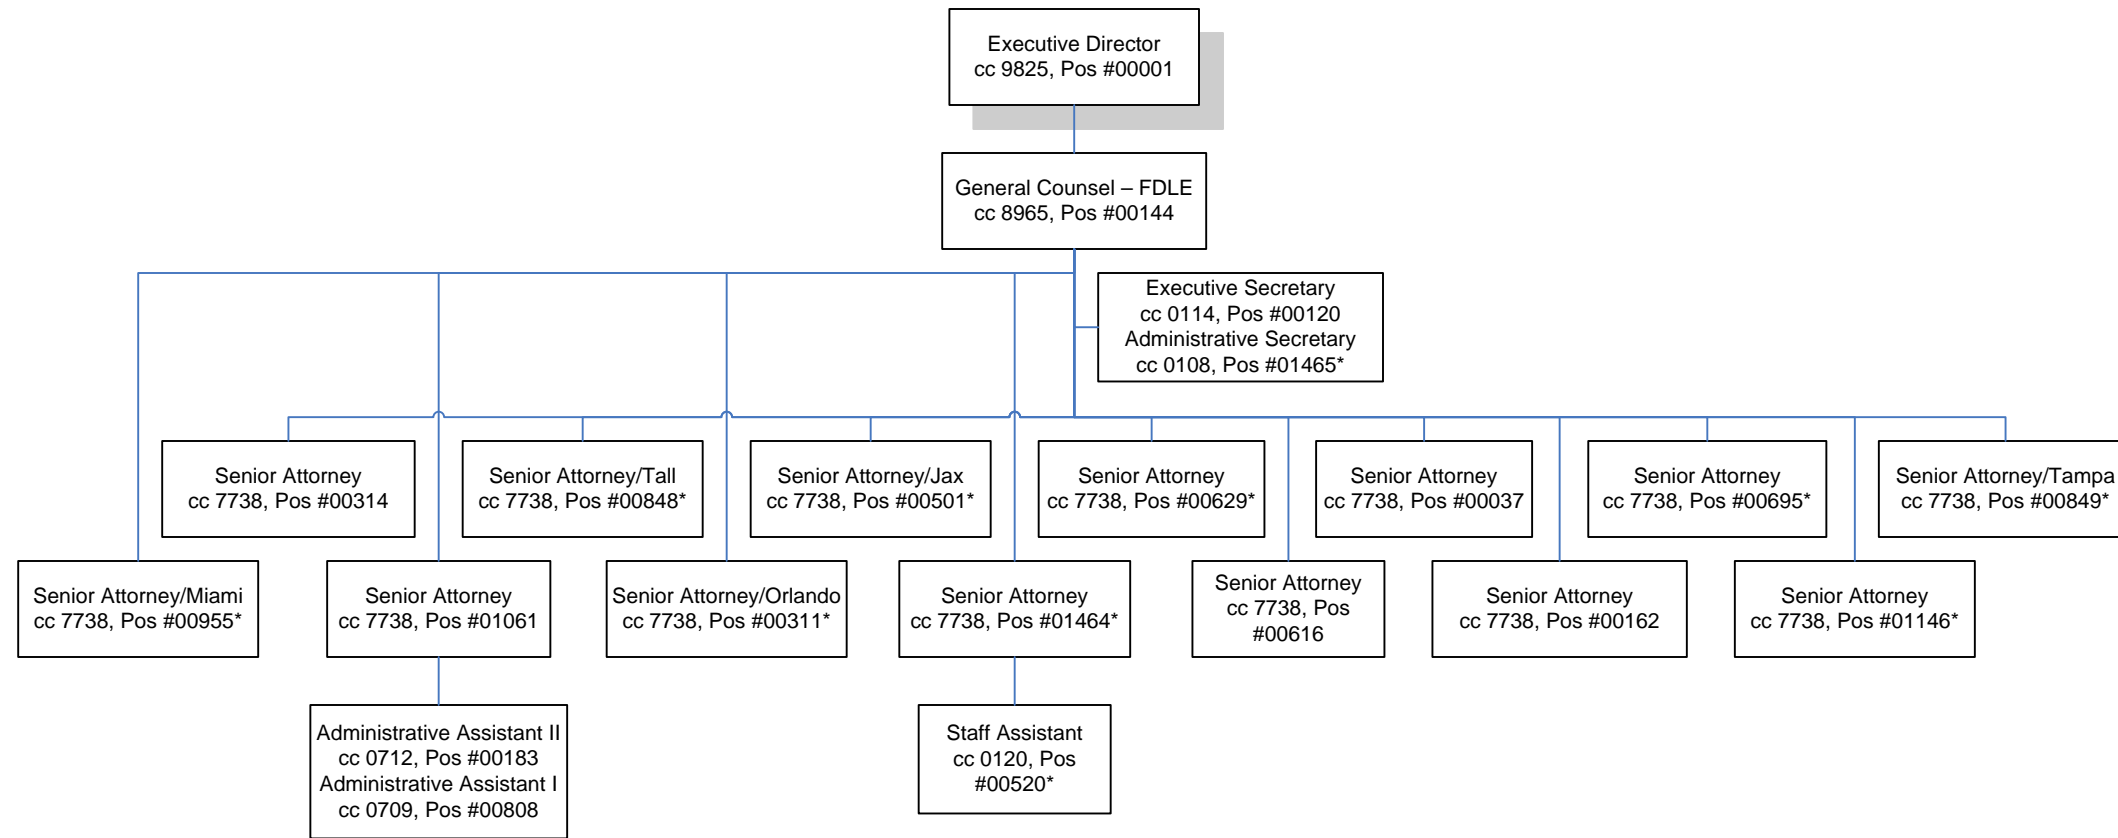 Executive Director
cc 9825, Pos #00001
General Counsel – FDLE
cc 8965, Pos #00144
Executive Secretary
cc 0114, Pos #00120
Administrative Secretary
cc 0108, Pos #01465*
Senior Attorney
cc 7738, Pos #00314
Senior Attorney/Tall
cc 7738, Pos #00848*
Senior Attorney/Jax
cc 7738, Pos #00501*
Senior Attorney
cc 7738, Pos #00629*
Senior Attorney
cc 7738, Pos #00037
Senior Attorney
cc 7738, Pos #00695*
Senior Attorney/Tampa
cc 7738, Pos #00849*
Senior Attorney/Miami
cc 7738, Pos #00955*
Senior Attorney
cc 7738, Pos #01061
Senior Attorney/Orlando
cc 7738, Pos #00311*
Senior Attorney
cc 7738, Pos #01464*
Senior Attorney
cc 7738, Pos
#00616
Senior Attorney
cc 7738, Pos #00162
Senior Attorney
cc 7738, Pos #01146*
Administrative Assistant II
cc 0712, Pos #00183
Administrative Assistant I
cc 0709, Pos #00808
Staff Assistant
cc 0120, Pos
#00520*